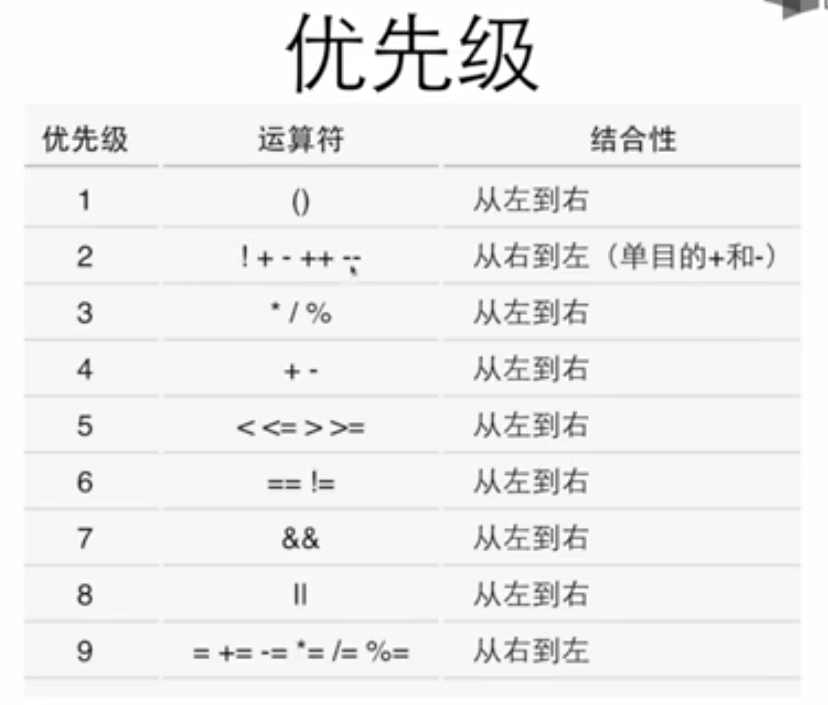 优先级
优先级 运算符 结合性
1 () 从左到右
2 ! + - ++ -- 从右到左（单目的+和-）
3 * / % 从左到右
4 + - 从左到右
5 < <= > >= 从左到右
6 == != 从左到右
7 && 从左到右
8 || 从左到右
9 = += -= *= /= %= 从右到左